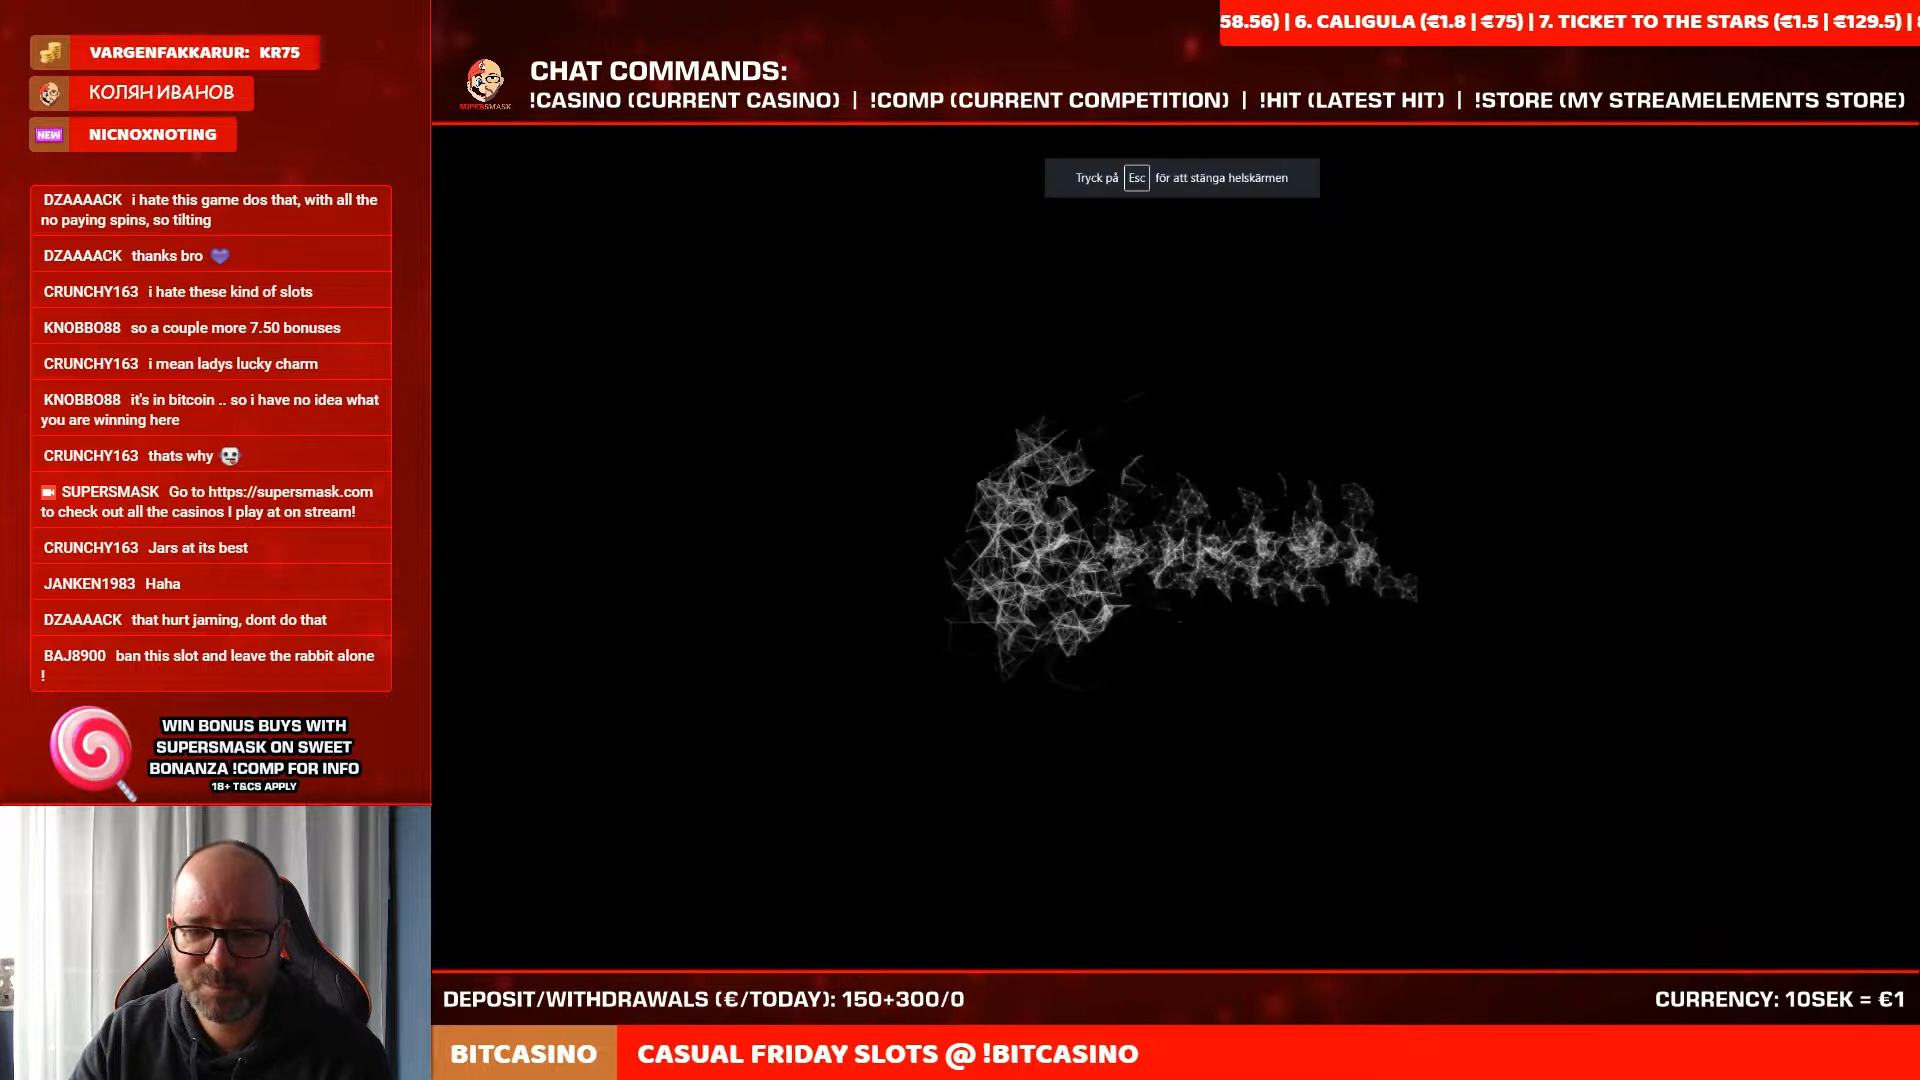 58.56) | 6. CALIGULA (€1.8 | €75) | 7. TICKET TO THE STARS (€1.5 | €129.5) |
VARGENFAKKARUR: KR75
КОЛЯН ИВАНОВ
NEW NICNOXNOTING
SUPERSMASK
CHAT COMMANDS:
!CASINO (CURRENT CASINO) | !COMP (CURRENT COMPETITION) | !HIT (LATEST HIT) | !STORE (MY STREAMELEMENTS STORE)
Tryck på Esc för att stänga helskärmen
DZAAAACK i hate this game dos that, with all the
no paying spins, so tilting
DZAAAACK thanks bro 💜
CRUNCHY163 i hate these kind of slots
KNOBBO88 so a couple more 7.50 bonuses
CRUNCHY163 i mean ladys lucky charm
KNOBBO88 it's in bitcoin .. so i have no idea what
you are winning here
CRUNCHY163 thats why
SUPERSMASK Go to https://supersmask.com
to check out all the casinos I play at on stream!
CRUNCHY163 Jars at its best
JANKEN1983 Haha
DZAAAACK that hurt jaming, dont do that
BAJ8900 ban this slot and leave the rabbit alone
!
WIN BONUS BUYS WITH
SUPERSMASK ON SWEET
BONANZA !COMP FOR INFO
18+ T&CS APPLY
DEPOSIT/WITHDRAWALS (€/TODAY): 150+300/0
CURRENCY: 10SEK = €1
BITCASINO
CASUAL FRIDAY SLOTS @ !BITCASINO